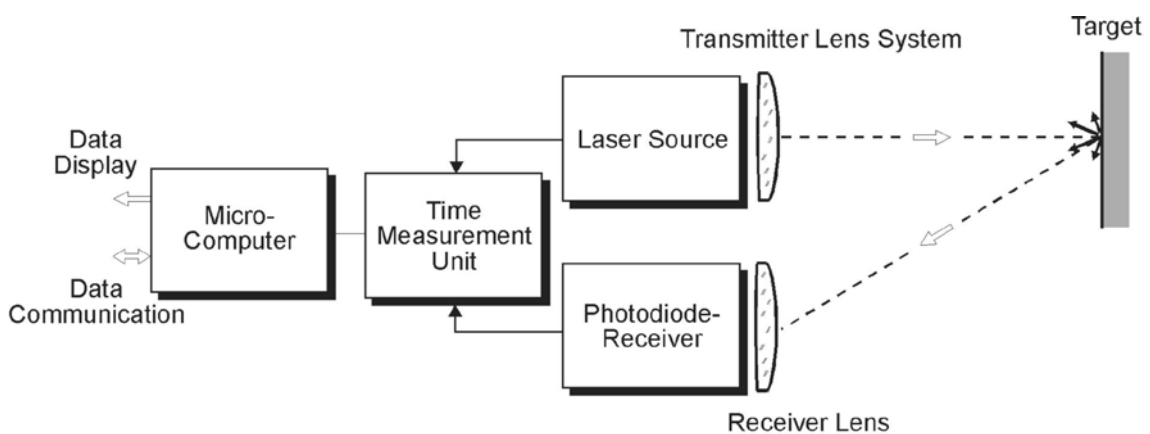 Target
Transmitter Lens System
Laser Source
Data
Display
Micro-
Computer
Time
Measurement
Unit
Data
Communication
Photodiode-
Receiver
Receiver Lens